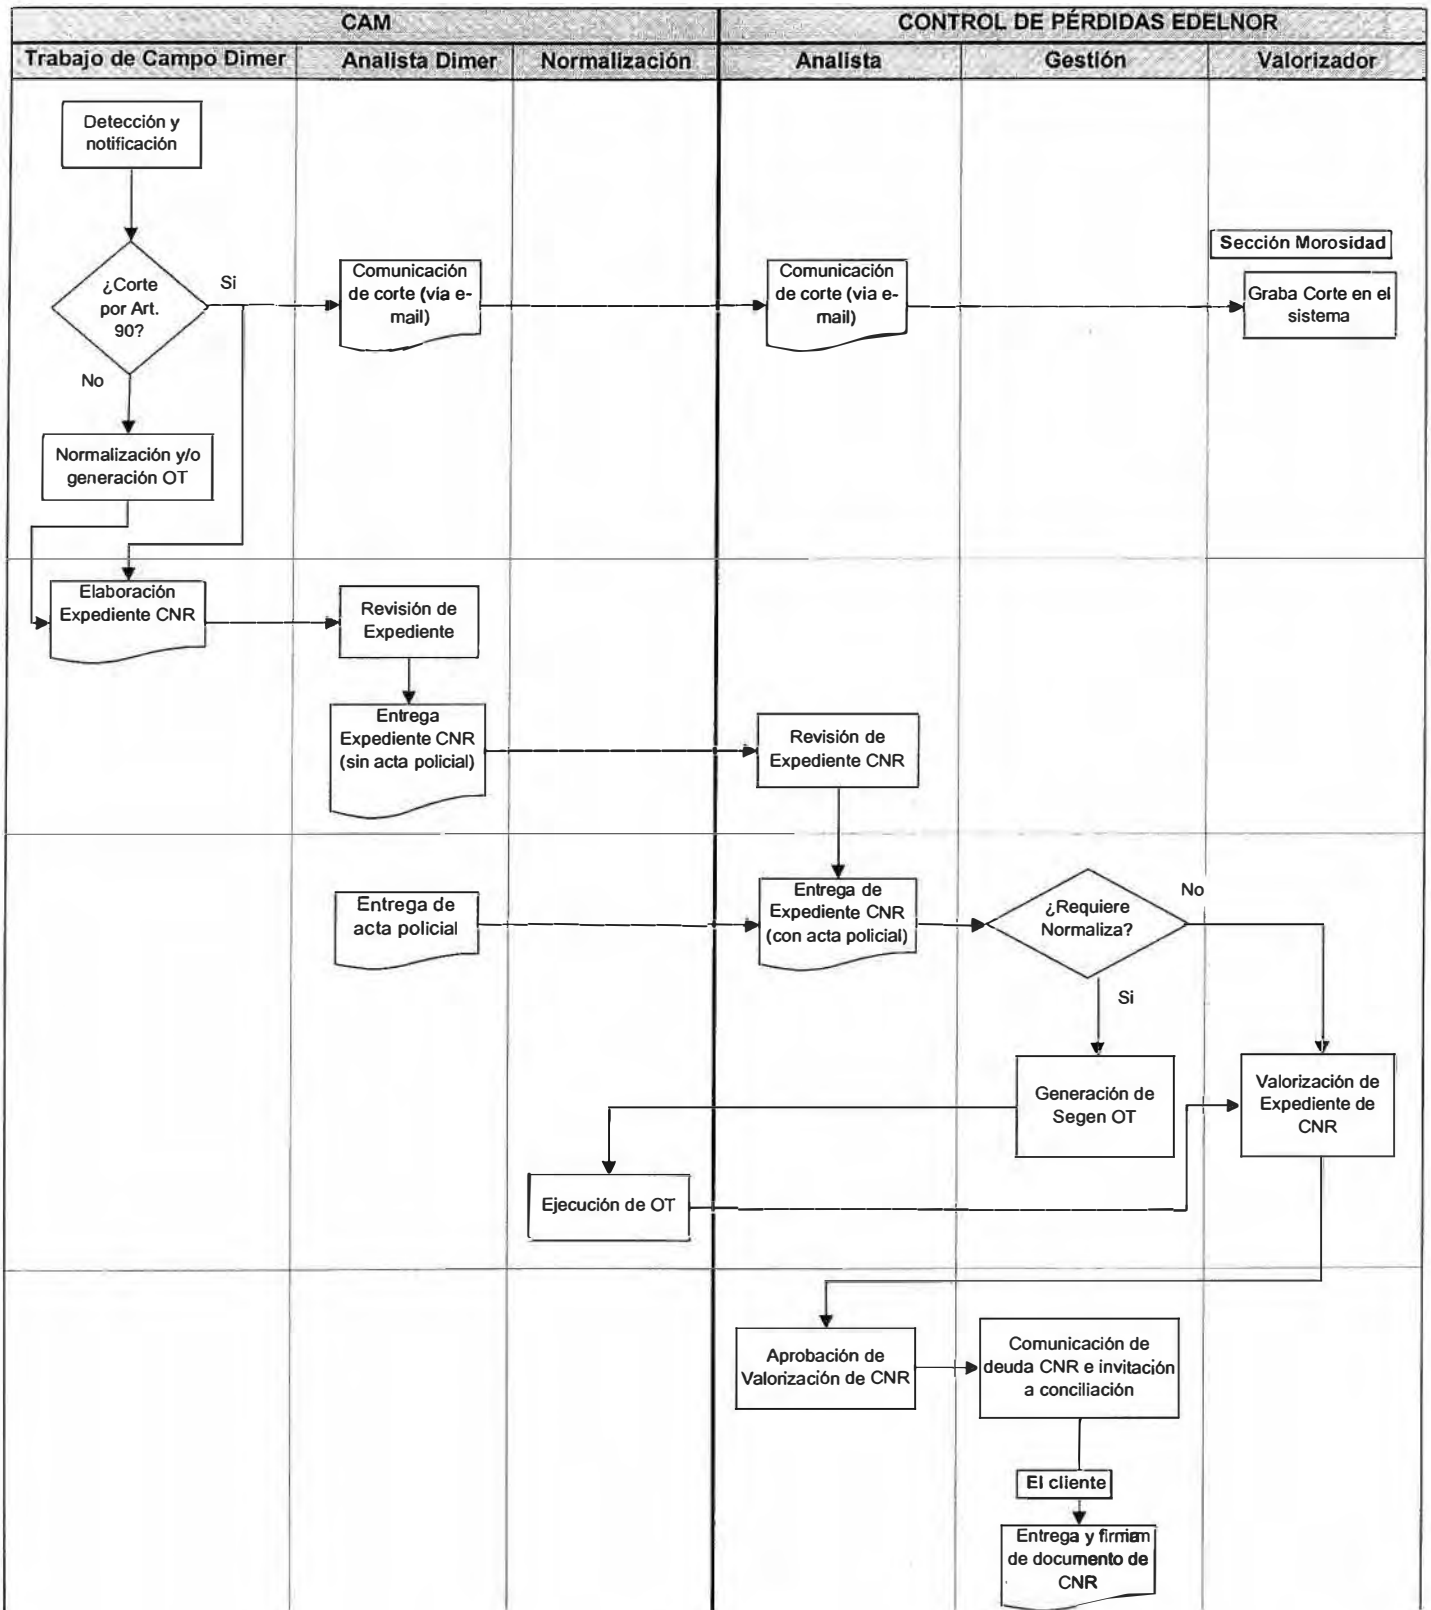 CAM
CONTROL DE PÉRDIDAS EDELNOR
Trabajo de Campo Dimer
Analista Dimer
Normalización
Analista
Gestión
Valorizador
Detección y
notificación
¿Corte
por Art.
90?
Si
No
Comunicación
de corte (via e-
mail)
Comunicación
de corte (via e-
mail)
Sección Morosidad
Graba Corte en el
sistema
Normalización y/o
generación OT
Elaboración
Expediente CNR
Revisión de
Expediente
Entrega
Expediente CNR
(sin acta policial)
Revisión de
Expediente CNR
Entrega de
acta policial
Entrega de
Expediente CNR
(con acta policial)
¿Requiere
Normaliza?
No
Si
Generación de
Segen OT
Valorización de
Expediente de
CNR
Ejecución de OT
Aprobación de
Valorización de CNR
Comunicación de
deuda CNR e invitación
a conciliación
El cliente
Entrega y
de documento de
CNR